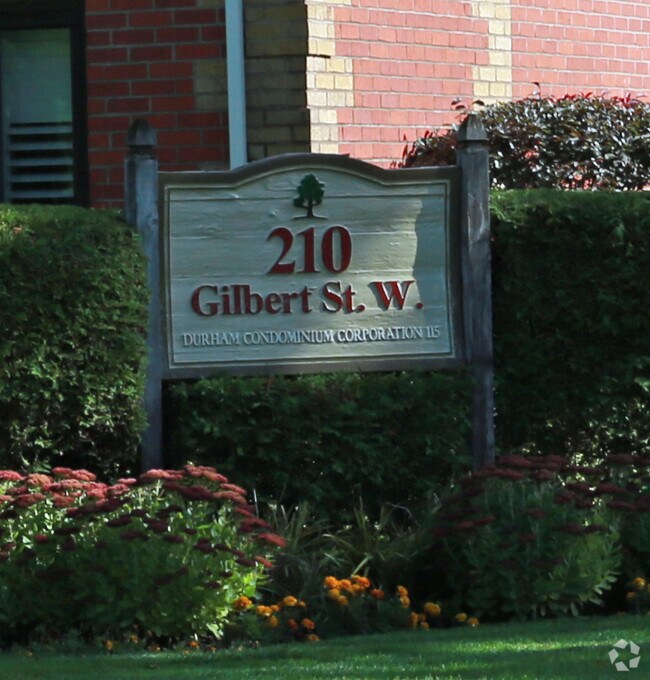 210
Gilbert St. W.
DURHAM CONDOMINIUM CORPORATION 115